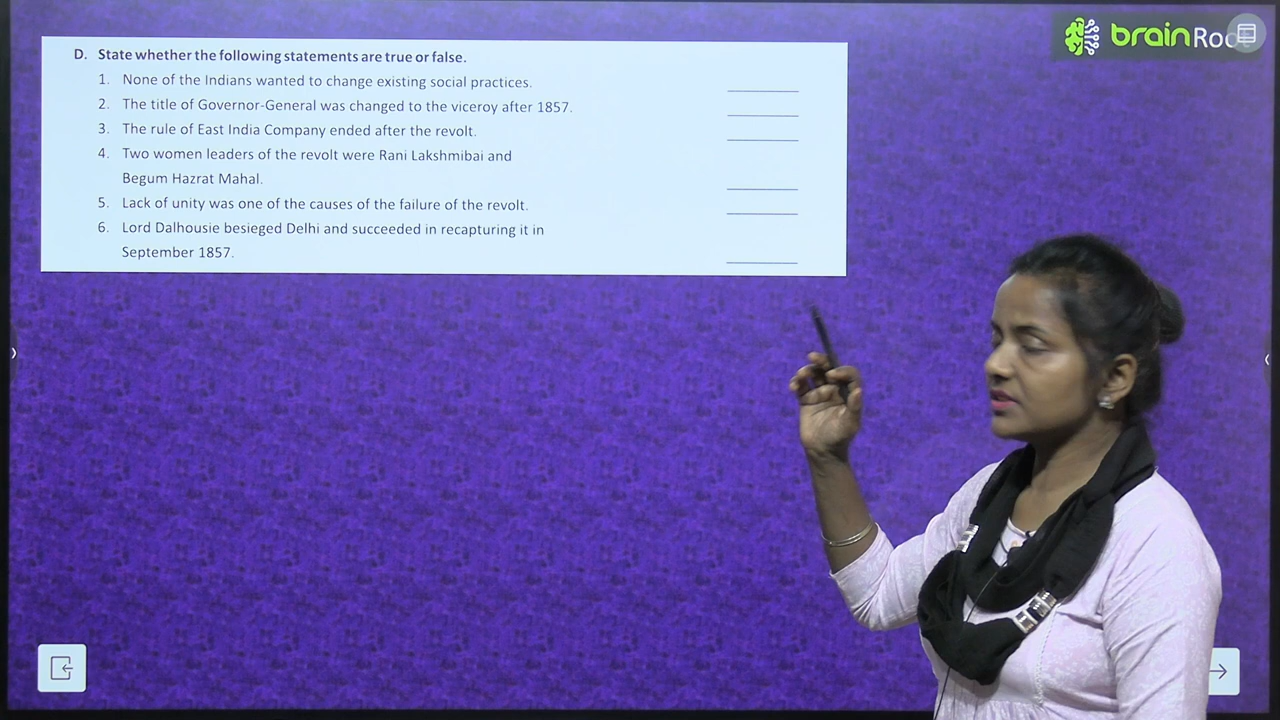 brainRoo
D. State whether the following statements are true or false.
1. None of the Indians wanted to change existing social practices.
2. The title of Governor-General was changed to the viceroy after 1857.
3. The rule of East India Company ended after the revolt.
4. Two women leaders of the revolt were Rani Lakshmibai and
Begum Hazrat Mahal.
5. Lack of unity was one of the causes of the failure of the revolt.
6. Lord Dalhousie besieged Delhi and succeeded in recapturing it in
September 1857.